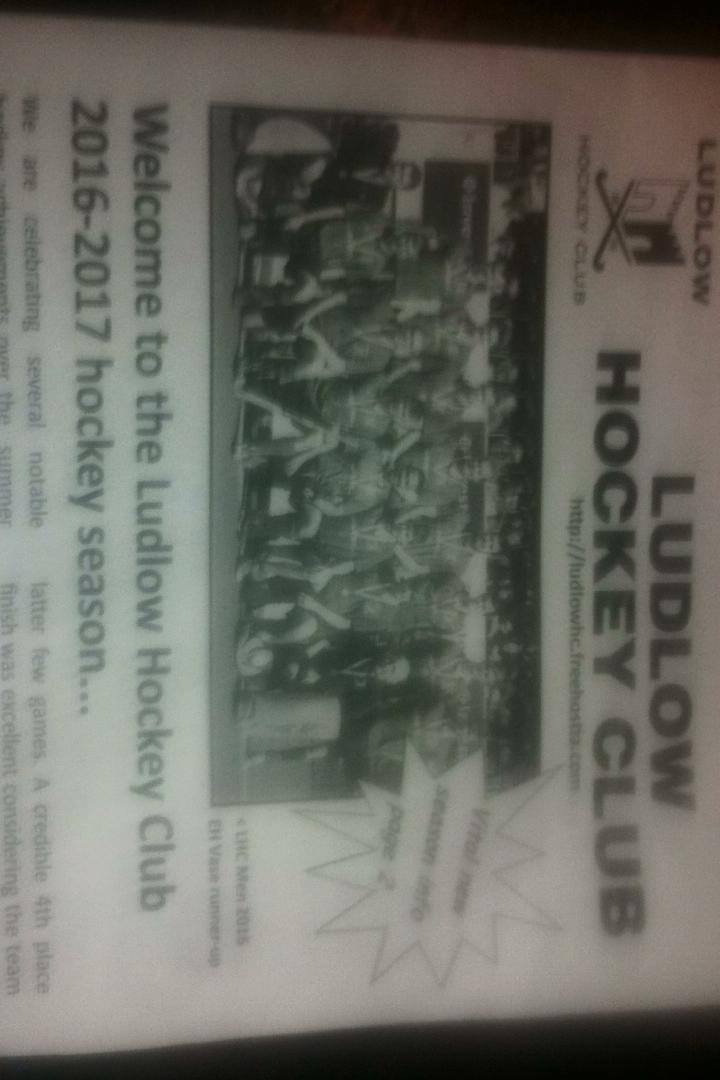 LUDLOW
HOCKEY CLUB
LUDLOW
HOCKEY CLUB
http://ludlowhc.freehostia.com
Vital new
season info
page 2
< LHC Men 2016
EH Vase runner-up
Welcome to the Ludlow Hockey Club
2016-2017 hockey season...
We are celebrating several notable
hockey achievements over the summer
latter few games. A credible 4th place
finish was excellent considering the team